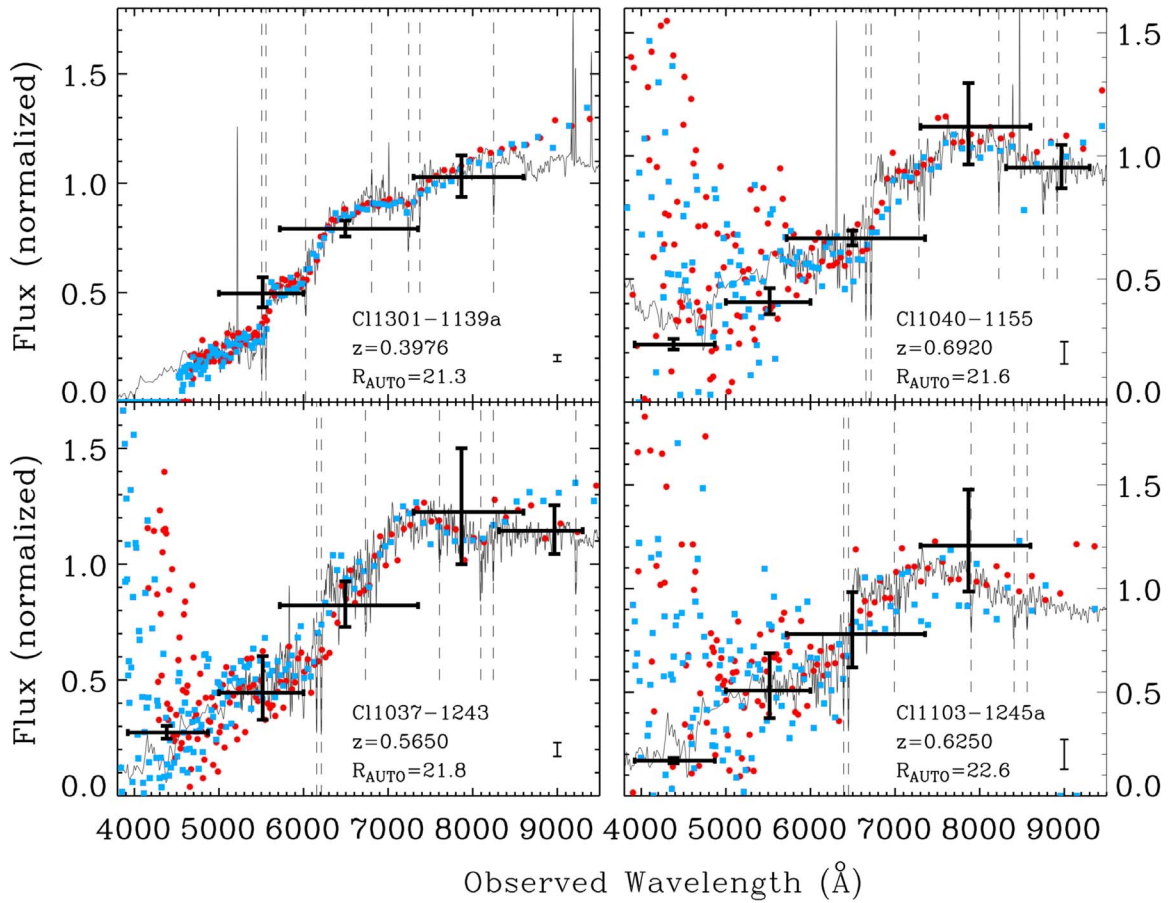 Flux (normalized)
1.5
1.0
0.5
0.0
Cl1301-1139a
z=0.3976
R_AUTO=21.3
1.5
1.0
0.5
0.0
Cl1040-1155
z=0.6920
R_AUTO=21.6
Flux (normalized)
1.5
1.0
0.5
0.0
Cl1037-1243
z=0.5650
R_AUTO=21.8
1.5
1.0
0.5
0.0
Cl1103-1245a
z=0.6250
R_AUTO=22.6
4000 5000 6000 7000 8000 9000
4000 5000 6000 7000 8000 9000
Observed Wavelength (Å)